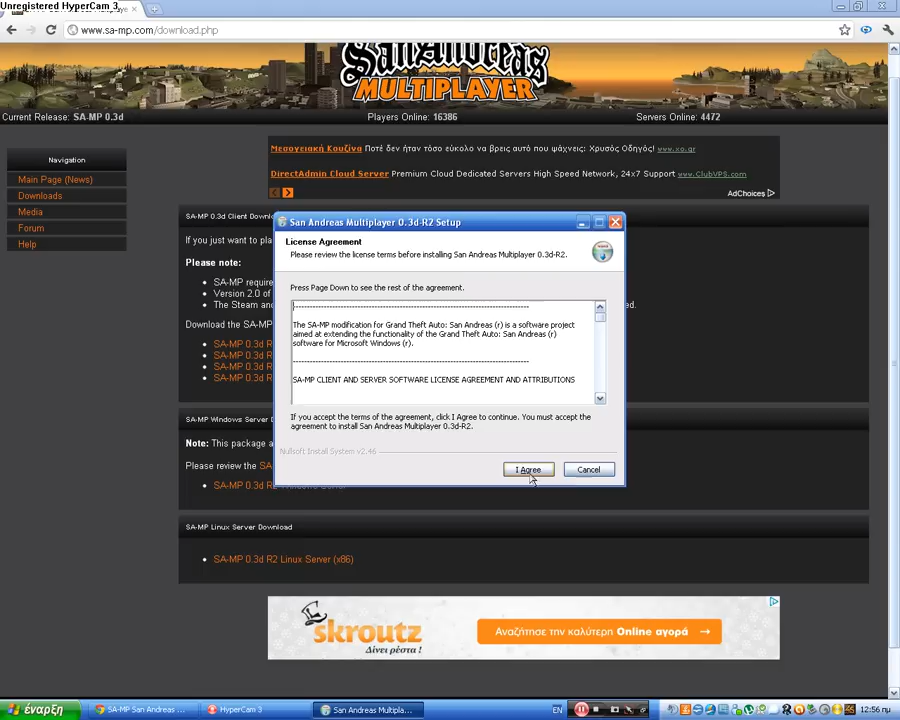 Unregistered HyperCam 3
www.sa-mp.com/download.php
SanAndreas
MULTIPLAYER
Current Release: SA-MP 0.3d
Players Online: 16386
Servers Online: 4472
Navigation
Main Page (News)
Downloads
Media
Forum
Help
Μεσογειακή Κουζίνα Ποτέ δεν ήταν τόσο εύκολο να βρεις αυτό που ψάχνεις: Χρυσός Οδηγός! www.xo.gr
DirectAdmin Cloud Server Premium Cloud Dedicated Servers High Speed Network, 24x7 Support www.ClubVPS.com
AdChoices
SA-MP 0.3d Client Downl
If you just want to pla
Please note:
SA-MP require
Version 2.0 of
The Steam an
ed.
Download the SA-MP
SA-MP 0.3d R
SA-MP 0.3d R
SA-MP 0.3d R
SA-MP 0.3d R
San Andreas Multiplayer 0.3d-R2 Setup
License Agreement
Please review the license terms before installing San Andreas Multiplayer 0.3d-R2.
Press Page Down to see the rest of the agreement.
The SA-MP modification for Grand Theft Auto: San Andreas (r) is a software project
aimed at extending the functionality of the Grand Theft Auto: San Andreas (r)
software for Microsoft Windows (r).
SA-MP CLIENT AND SERVER SOFTWARE LICENSE AGREEMENT AND ATTRIBUTIONS
If you accept the terms of the agreement, click I Agree to continue. You must accept the
agreement to install San Andreas Multiplayer 0.3d-R2.
Nullsoft Install System v2.46
I Agree
Cancel
SA-MP Windows Server D
Note: This package a
Please review the SA
SA-MP 0.3d R2 Windows Server
SA-MP Linux Server Download
SA-MP 0.3d R2 Linux Server (x86)
skroutz
Δίνει ρέστα!
Αναζήτησε την καλύτερη Online αγορά →
έναρξη
SA-MP San Andreas ...
HyperCam 3
San Andreas Multipla...
EN
12:56 πμ